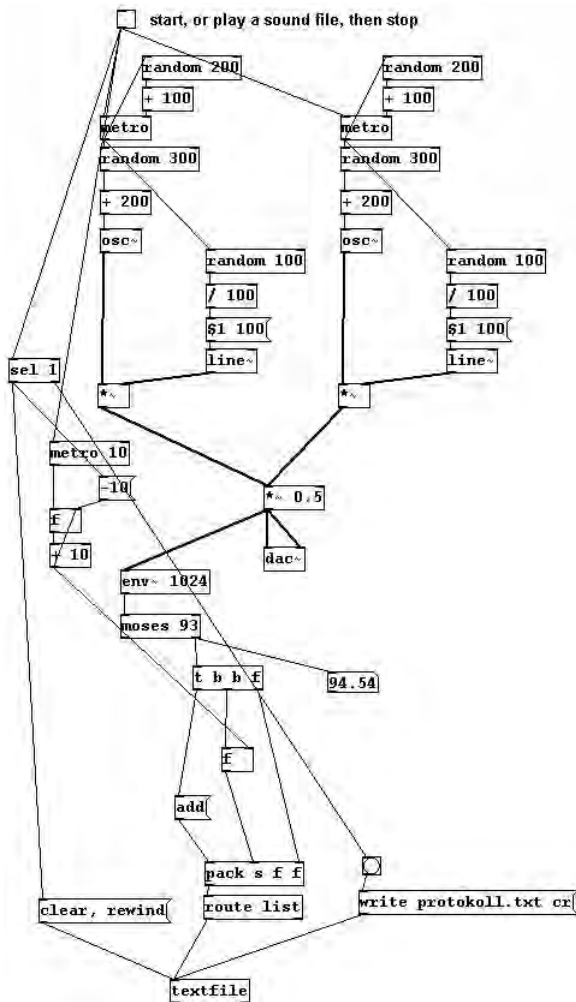 start, or play a sound file, then stop
random 200
random 200
+ 100
+ 100
metro
metro
random 300
random 300
+ 200
+ 200
osc~
osc~
random 100
random 100
/ 100
/ 100
$1 100
$1 100
line~
line~
sel 1
*~
*~
metro 10
-10
*~ 0.5
f
+ 10
dac~
env~ 1024
moses 93
t b b f
94.54
f
add
pack s f f
clear, rewind
route list
write protokoll.txt cr
textfile